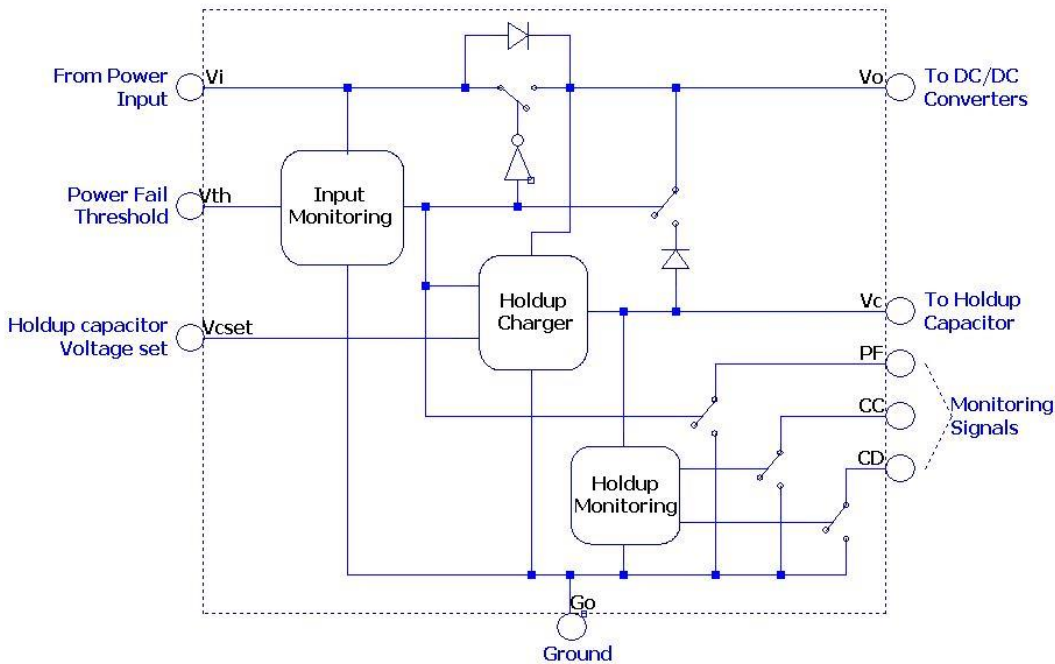 From Power
Input
Vi
Vo
To DC/DC
Converters
Power Fail
Threshold
Vth
Input
Monitoring
Holdup capacitor
Voltage set
Vcset
Holdup
Charger
Vc
To Holdup
Capacitor
PF
CC
CD
Monitoring
Signals
Holdup
Monitoring
Go
Ground